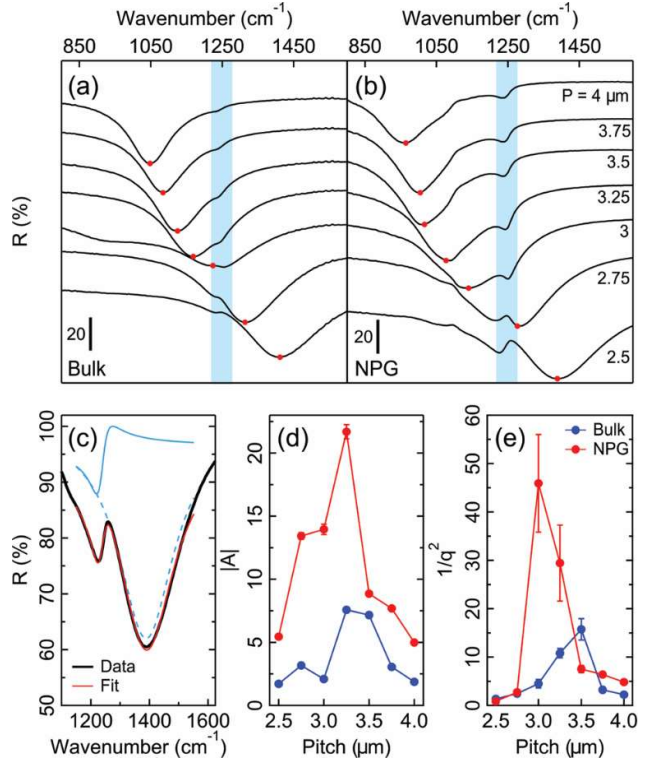 Wavenumber (cm⁻¹) Wavenumber (cm⁻¹)
850 1050 1250 1450 850 1050 1250 1450
(a) (b)
P = 4 µm
3.75
3.5
3.25
3
2.75
2.5
R (%)
20 20
Bulk NPG
(c) (d) (e)
100
90
80
70
60
50
R (%)
Data
Fit
1200 1400 1600
Wavenumber (cm⁻¹)
20
15
10
5
0
|A|
2.5 3.0 3.5 4.0
Pitch (µm)
60
50
40
30
20
10
0
1/q²
Bulk
NPG
2.5 3.0 3.5 4.0
Pitch (µm)